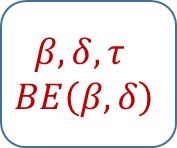 β, δ, τ
BE(β, δ)